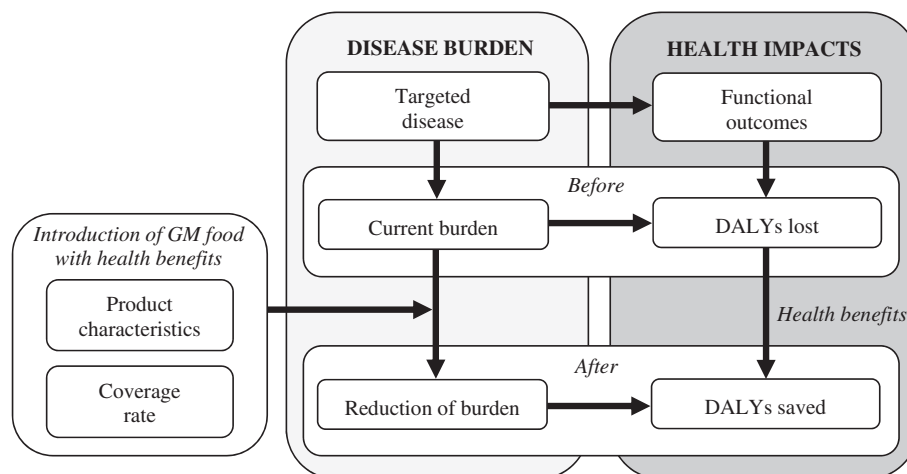 DISEASE BURDEN
HEALTH IMPACTS
Targeted
disease
Functional
outcomes
Before
Current burden
DALYs lost
Introduction of GM food
with health benefits
Product
characteristics
Coverage
rate
Health benefits
After
Reduction of burden
DALYs saved